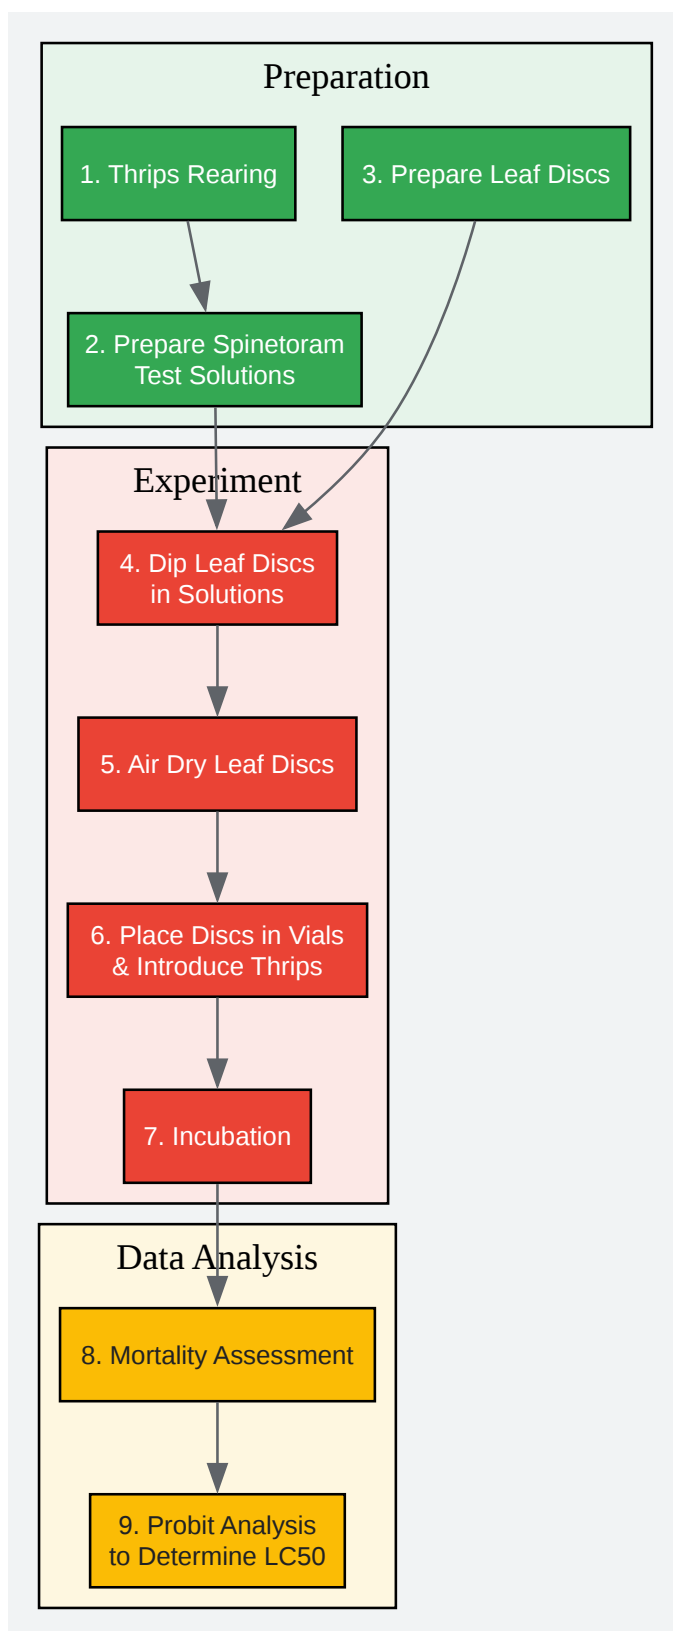 Preparation
1. Thrips Rearing
3. Prepare Leaf Discs
2. Prepare Spinetoram
Test Solutions
Experiment
4. Dip Leaf Discs
in Solutions
5. Air Dry Leaf Discs
6. Place Discs in Vials
& Introduce Thrips
7. Incubation
Data Analysis
8. Mortality Assessment
9. Probit Analysis
to Determine LC50